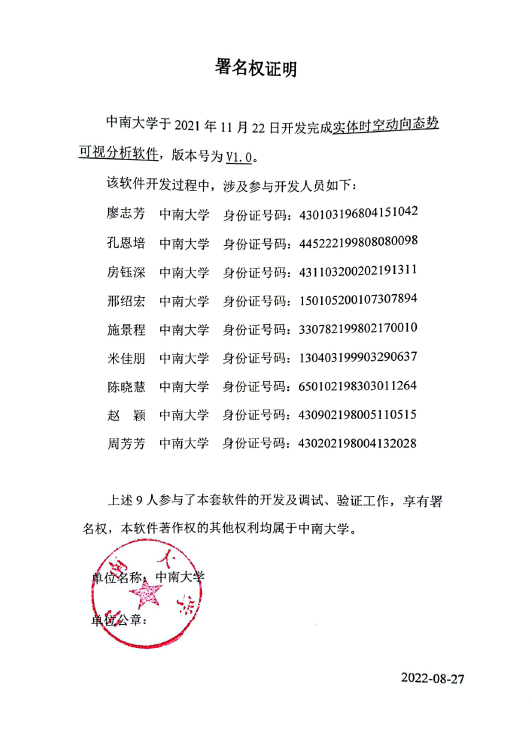 署名权证明
中南大学于 2021 年 11 月 22 日开发完成实体时空动向态势
可视分析软件，版本号为 V1.0。
该软件开发过程中，涉及参与开发人员如下：
廖志芳 中南大学 身份证号码：430103196804151042
孔恩培 中南大学 身份证号码：445222199808080098
房钰深 中南大学 身份证号码：431103200202191311
邢绍宏 中南大学 身份证号码：150105200107307894
施景程 中南大学 身份证号码：330782199802170010
米佳朋 中南大学 身份证号码：130403199903290637
陈晓慧 中南大学 身份证号码：650102198303011264
赵 颖 中南大学 身份证号码：430902198005110515
周芳芳 中南大学 身份证号码：430202198004132028
上述 9 人参与了本套软件的开发及调试、验证工作，享有署
名权，本软件著作权的其他权利均属于中南大学。
中南大学
单位名称：中南大学
单位公章：
2022-08-27